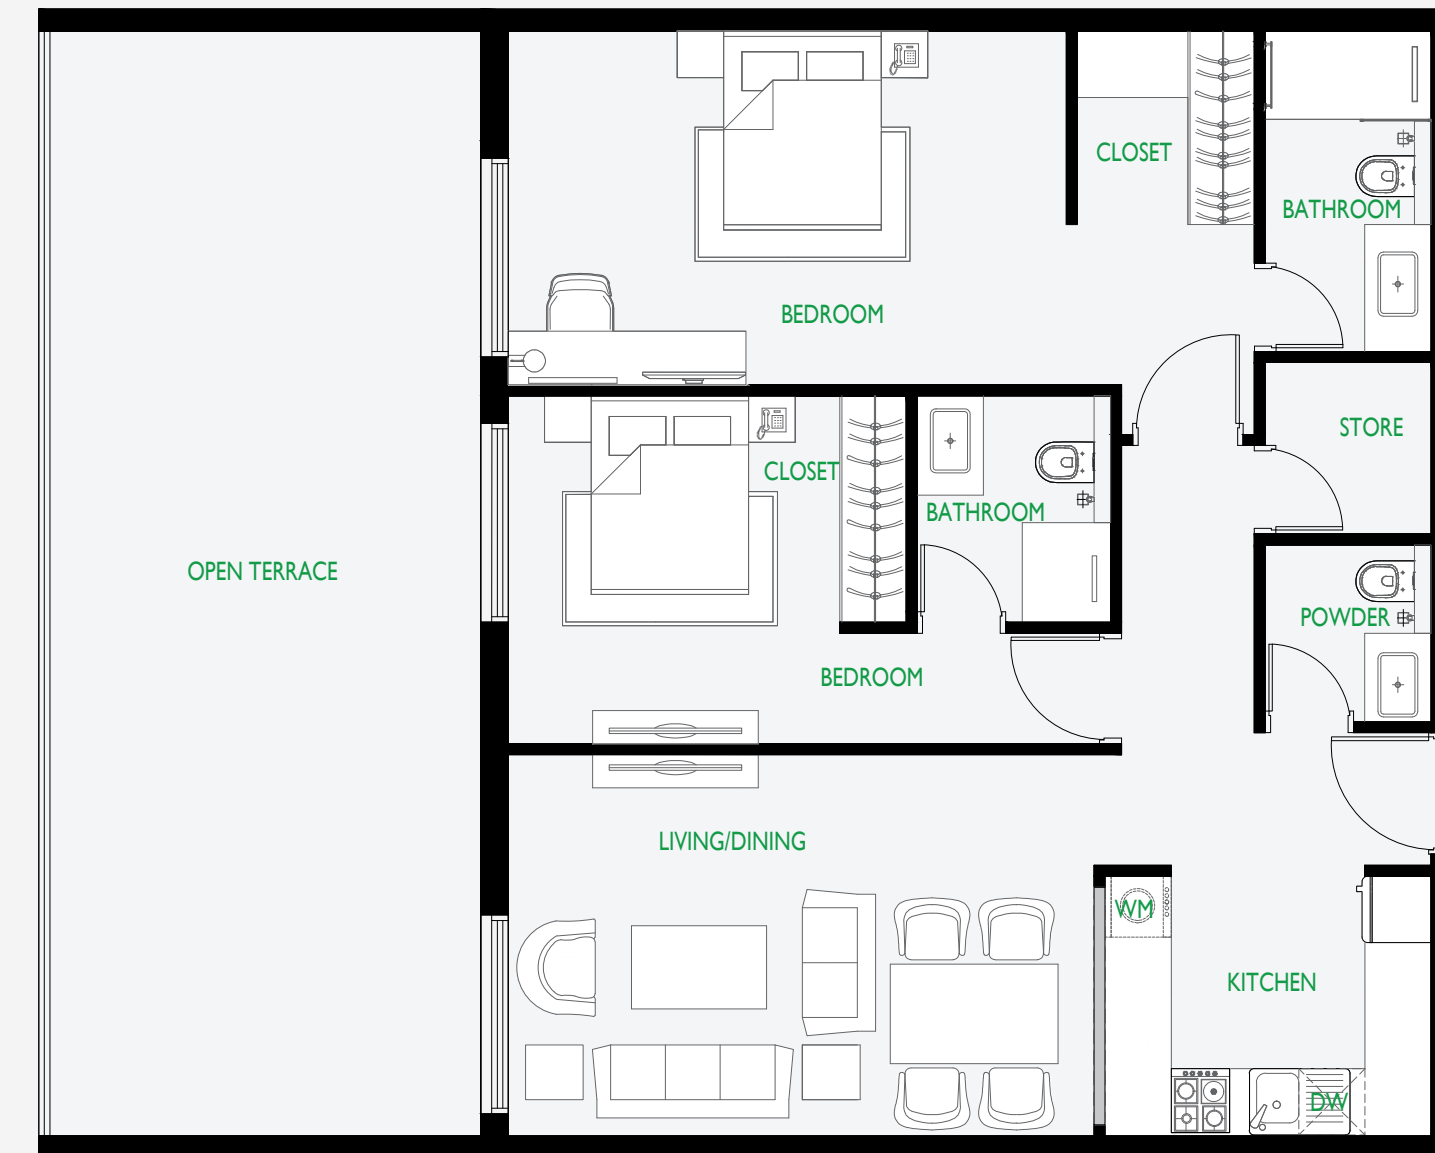 CLOSET
BATHROOM
BEDROOM
STORE
CLOSET
BATHROOM
OPEN TERRACE
POWDER
BEDROOM
LIVING/DINING
WM
KITCHEN
DW